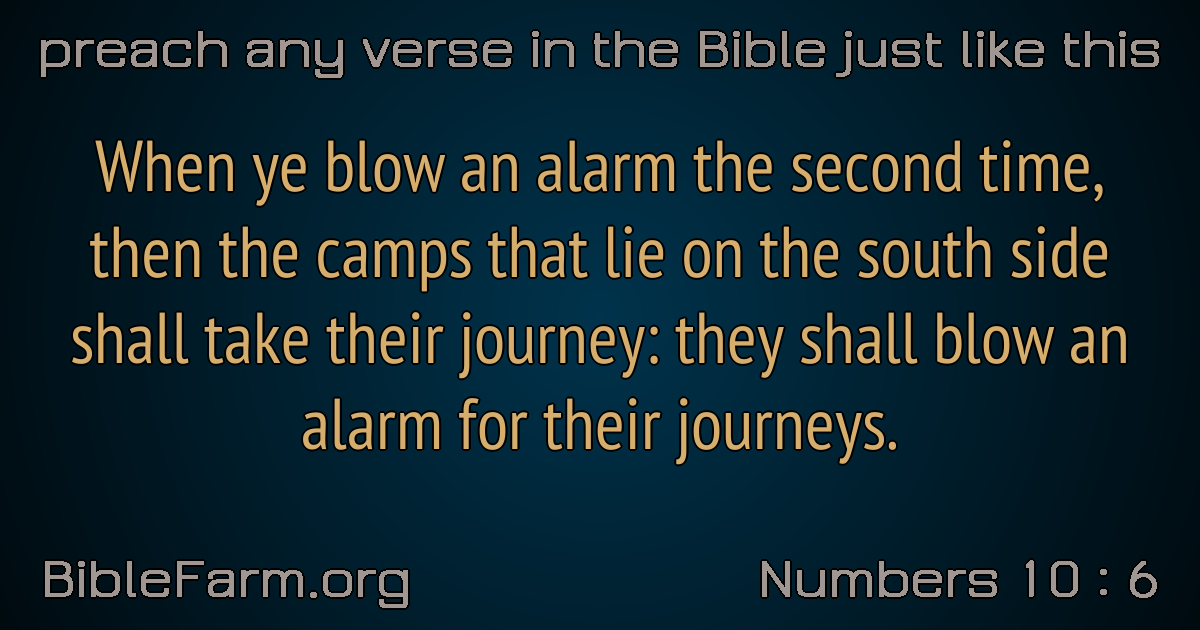 preach any verse in the Bible just like this
When ye blow an alarm the second time,
then the camps that lie on the south side
shall take their journey: they shall blow an
alarm for their journeys.
BibleFarm.org
Numbers 10 : 6